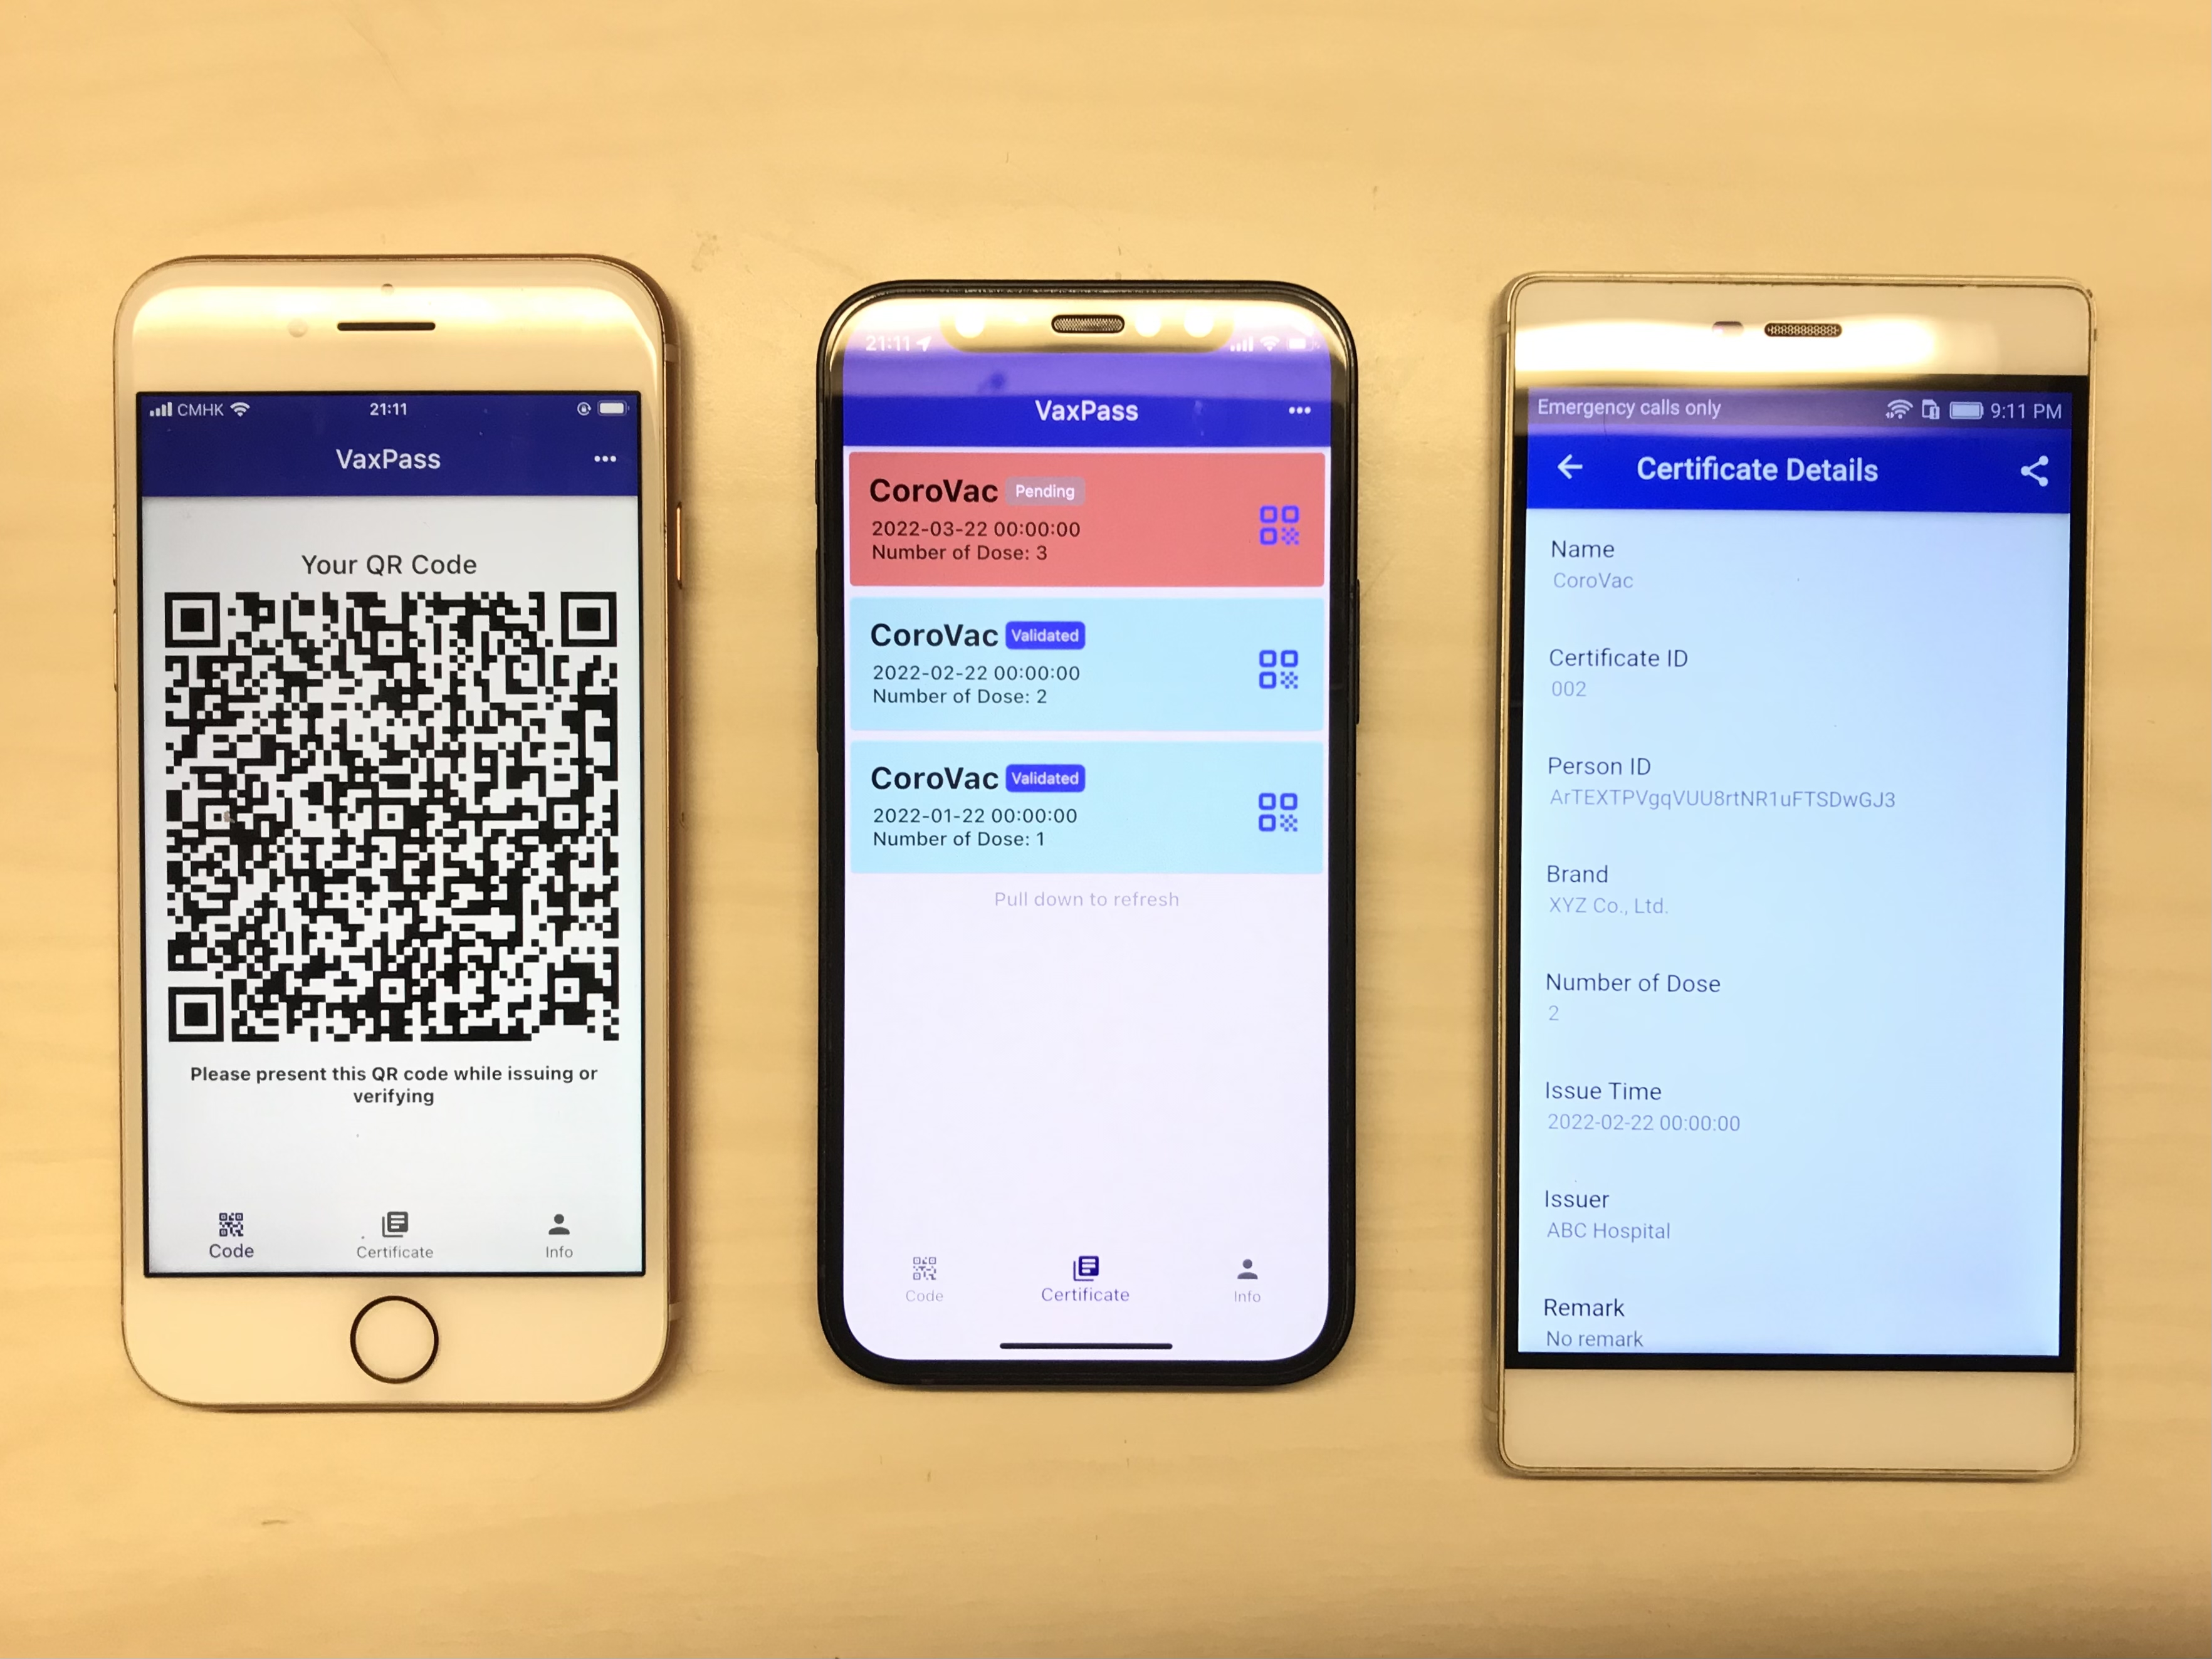 CMHK
21:11
VaxPass
Your QR Code
Please present this QR code while issuing or
verifying
Code
Certificate
Info
21:11
VaxPass
CoroVac Pending
2022-03-22 00:00:00
Number of Dose: 3
CoroVac Validated
2022-02-22 00:00:00
Number of Dose: 2
CoroVac Validated
2022-01-22 00:00:00
Number of Dose: 1
Pull down to refresh
Code
Certificate
Info
Emergency calls only
9:11 PM
Certificate Details
Name
CoroVac
Certificate ID
002
Person ID
ArTEXTPVgqVUU8rtNR1uFTSDwGJ3
Brand
XYZ Co., Ltd.
Number of Dose
2
Issue Time
2022-02-22 00:00:00
Issuer
ABC Hospital
Remark
No remark